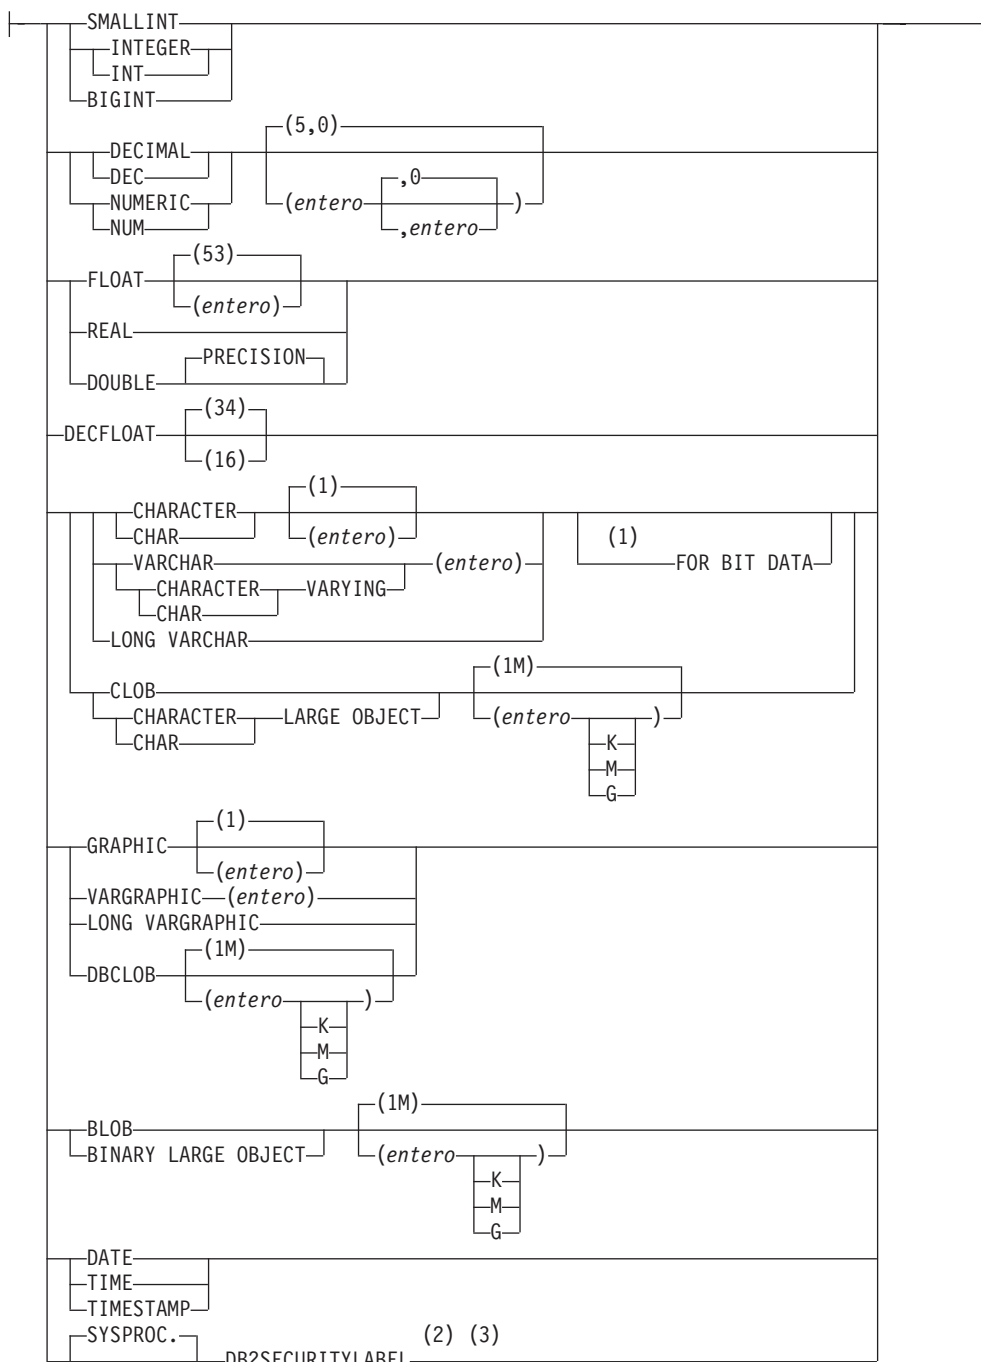 SMALLINT
INTEGER
INT
BIGINT
(5,0)
DECIMAL
DEC
,0
NUMERIC
(entero )
NUM
,entero
(53)
FLOAT
(entero)
REAL
PRECISION
DOUBLE
(34)
DECFLOAT
(16)
(1)
CHARACTER
CHAR
(entero)
(1)
VARCHAR
(entero)
FOR BIT DATA
CHARACTER VARYING
CHAR
LONG VARCHAR
(1M)
CLOB
CHARACTER LARGE OBJECT
(entero )
CHAR
K
M
G
(1)
GRAPHIC
(entero)
VARGRAPHIC (entero)
LONG VARGRAPHIC
(1M)
DBCLOB
(entero )
K
M
G
(1M)
BLOB
BINARY LARGE OBJECT
(entero )
K
M
G
DATE
TIME
TIMESTAMP
SYSPROC.
(2) (3)
DB2SECURITYLABEL